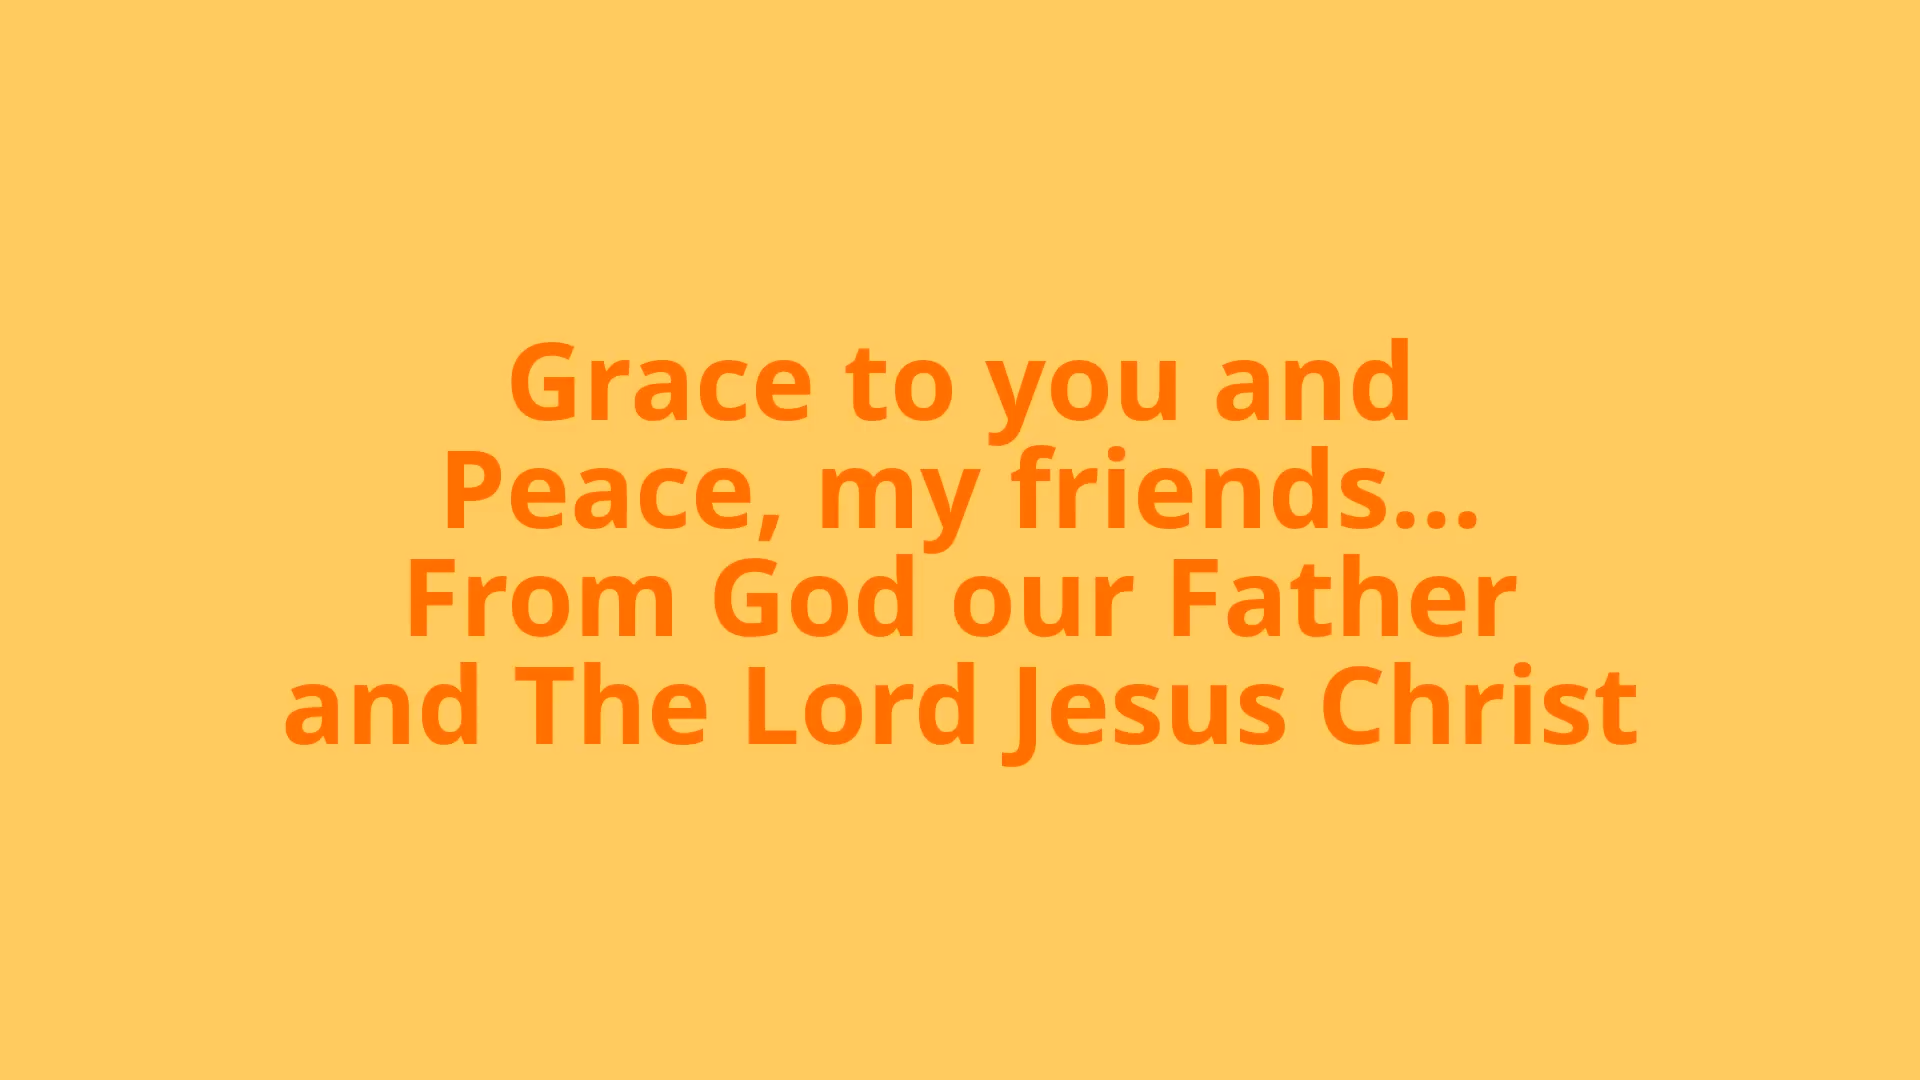 Grace to you and
Peace, my friends...
From God our Father
and The Lord Jesus Christ